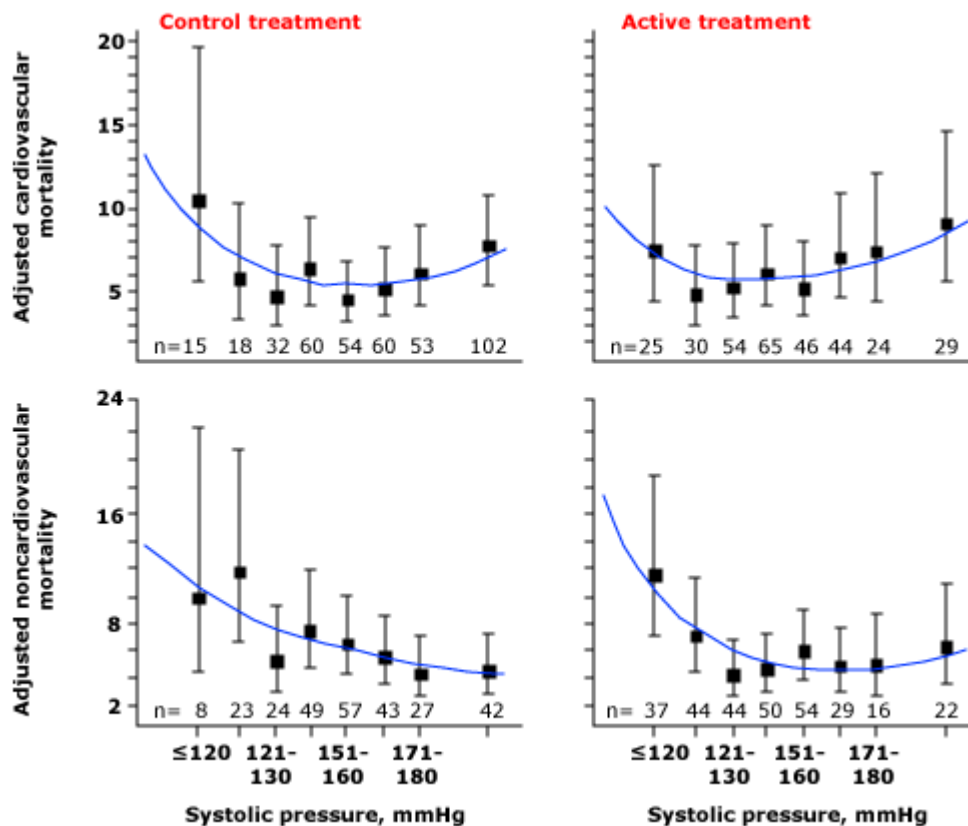 Control treatment
Active treatment
Adjusted cardiovascular
mortality
20
15
10
5
n=15 18 32 60 54 60 53 102
n=25 30 54 65 46 44 24 29
Adjusted noncardiovascular
mortality
24
16
8
2
n= 8 23 24 49 57 43 27 42
n= 37 44 44 50 54 29 16 22
≤120 121- 151- 171-
130 160 180
≤120 121- 151- 171-
130 160 180
Systolic pressure, mmHg
Systolic pressure, mmHg